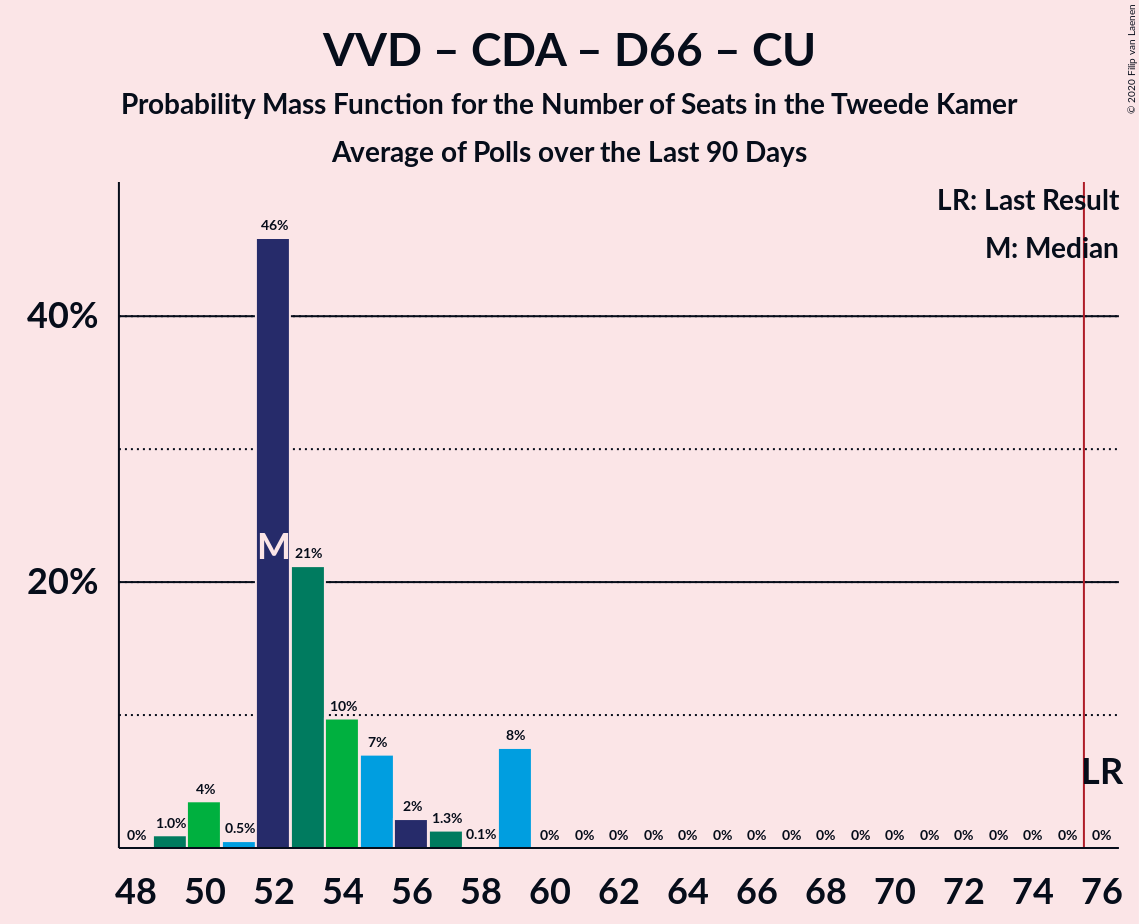 VVD – CDA – D66 – CU
Probability Mass Function for the Number of Seats in the Tweede Kamer
Average of Polls over the Last 90 Days
© 2020 Filip van Laenen
LR: Last Result
M: Median
40%
20%
0% 1.0% 4% 0.5% 46% 21% 10% 7% 2% 1.3% 0.1% 8% 0% 0% 0% 0% 0% 0% 0% 0% 0% 0% 0% 0% 0% 0% 0% 0% 0%
M
LR
48 50 52 54 56 58 60 62 64 66 68 70 72 74 76